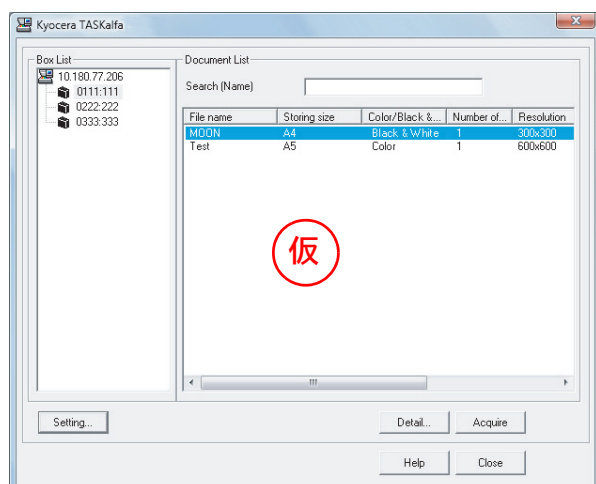 Kyocera TASKalfa
Box List
10.180.77.206
0111:111
0222:222
0333:333
Document List
Search (Name)
File name Storing size Color/Black &... Number of... Resolution
MOON A4 Black & White 1 300x300
Test A5 Color 1 600x600
仮
Setting... Detail... Acquire
Help Close